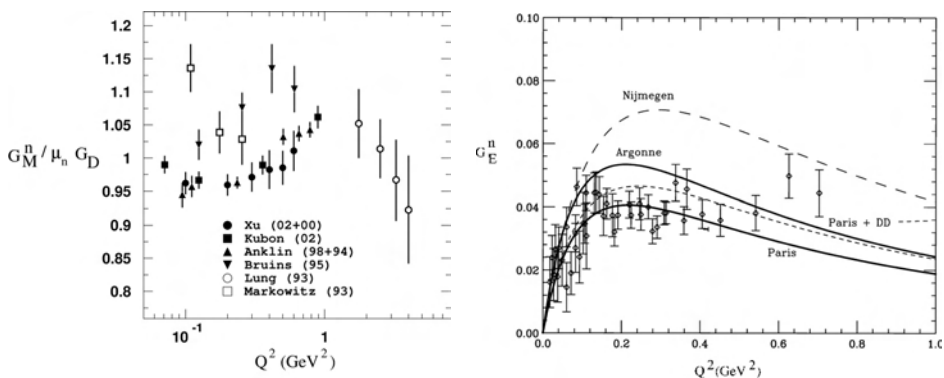 1.2
1.15
1.1
1.05
1
0.95
0.9
0.85
0.8
G_M^n / μ_n G_D
Xu (02+00)
Kubon (02)
Anklin (98+94)
Bruins (95)
Lung (93)
Markowitz (93)
10^-1
1
Q^2 (GeV^2)
0.10
0.08
0.06
0.04
0.02
0.00
G_E^n
Nijmegen
Argonne
Paris + DD
Paris
0.0
0.2
0.4
0.6
0.8
1.0
Q^2(GeV^2)